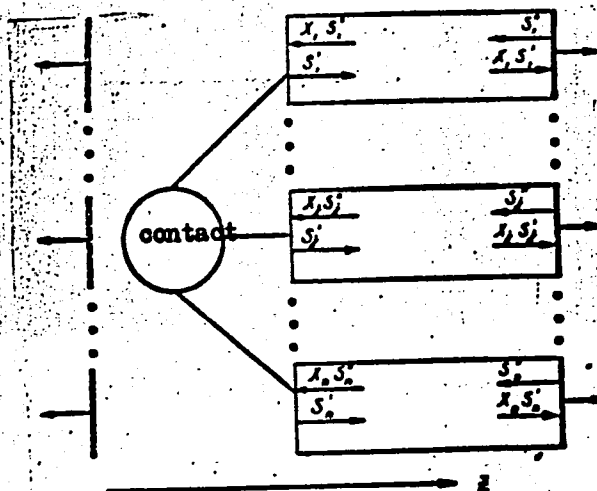 X₁ S₁" S₁"
S₁' X₁ S₁'
contact
Xⱼ Sⱼ" Sⱼ"
Sⱼ' Xⱼ Sⱼ'
Xₙ Sₙ" Sₙ"
Sₙ' Xₙ Sₙ'